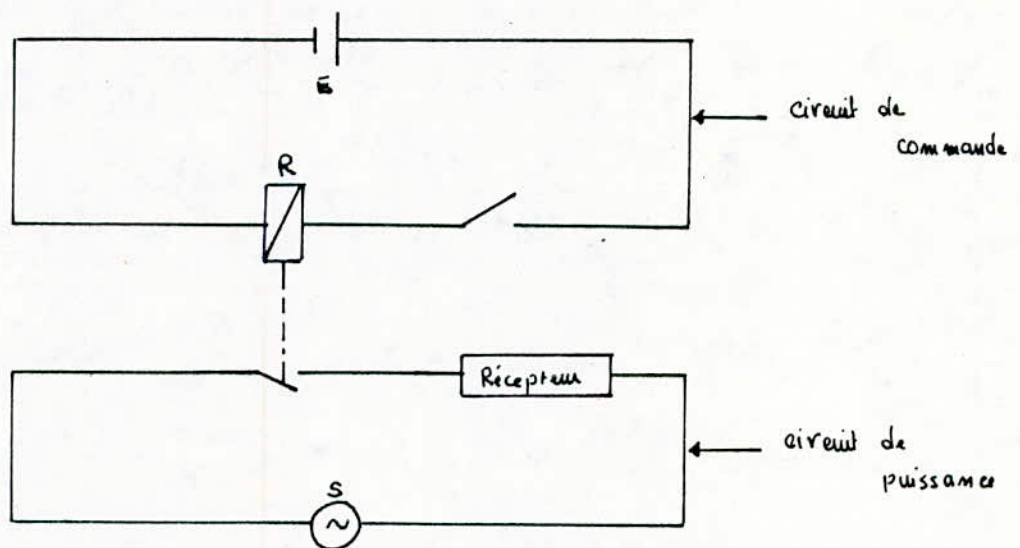 E
circuit de
commande
R
Récepteur
circuit de
puissance
S
~